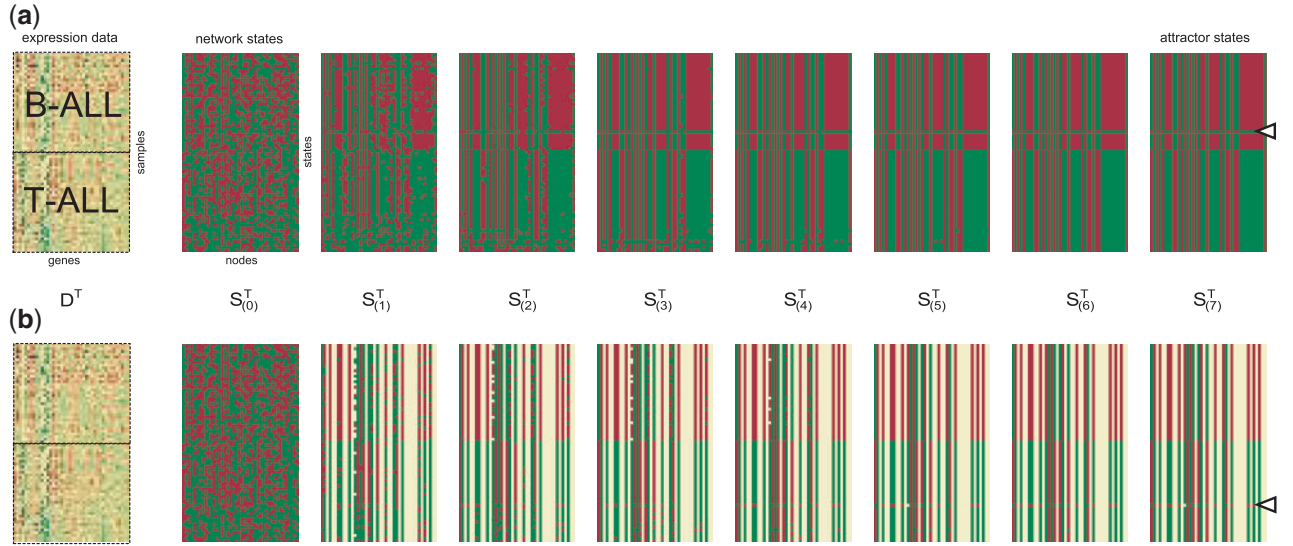 (a)
expression data
network states
attractor states
B-ALL
T-ALL
samples
states
genes
nodes
D^T
S^T_(0)
S^T_(1)
S^T_(2)
S^T_(3)
S^T_(4)
S^T_(5)
S^T_(6)
S^T_(7)
(b)